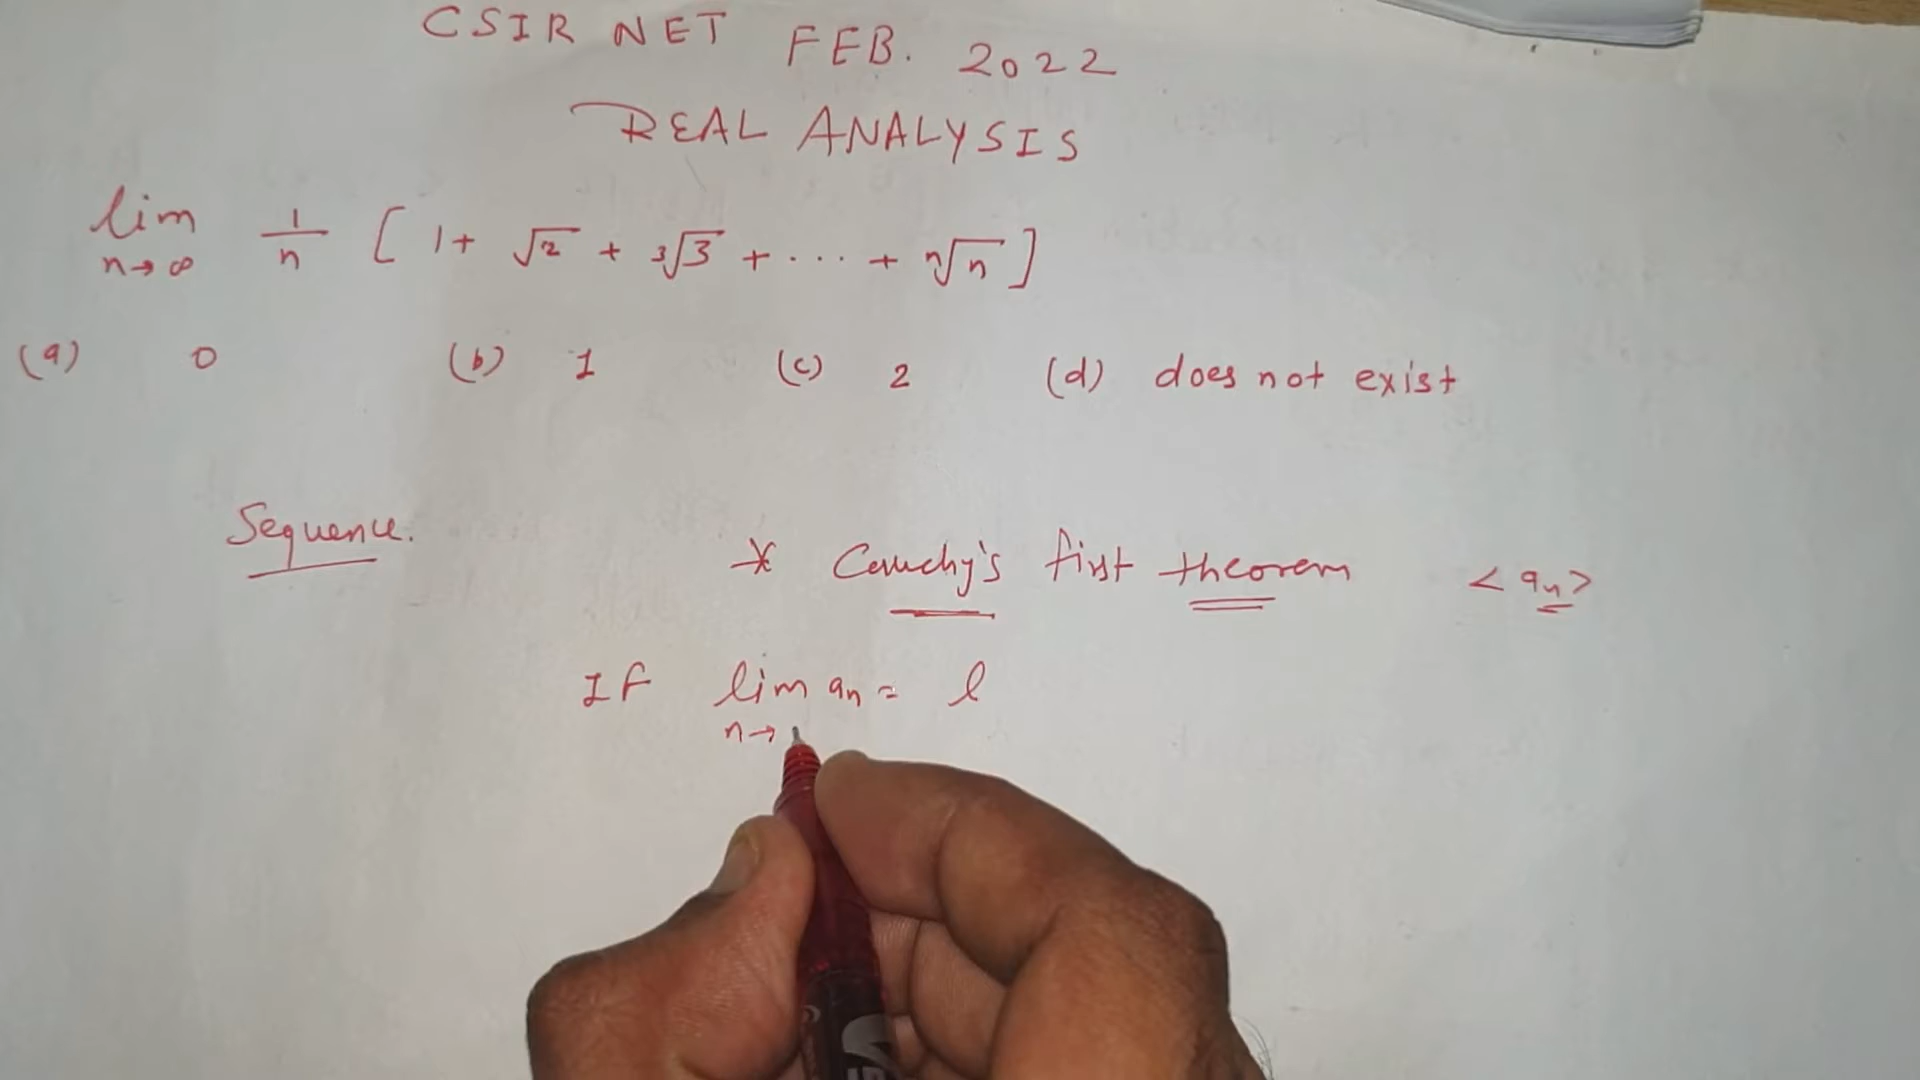 CSIR NET FEB. 2022
REAL ANALYSIS
lim n→∞ 1/n [ 1 + √2 + ³√3 + ··· + ⁿ√n ]
(a) 0 (b) 1 (c) 2 (d) does not exist
Sequence.
* Cauchy's first theorem < aₙ >
If lim aₙ = l
n→